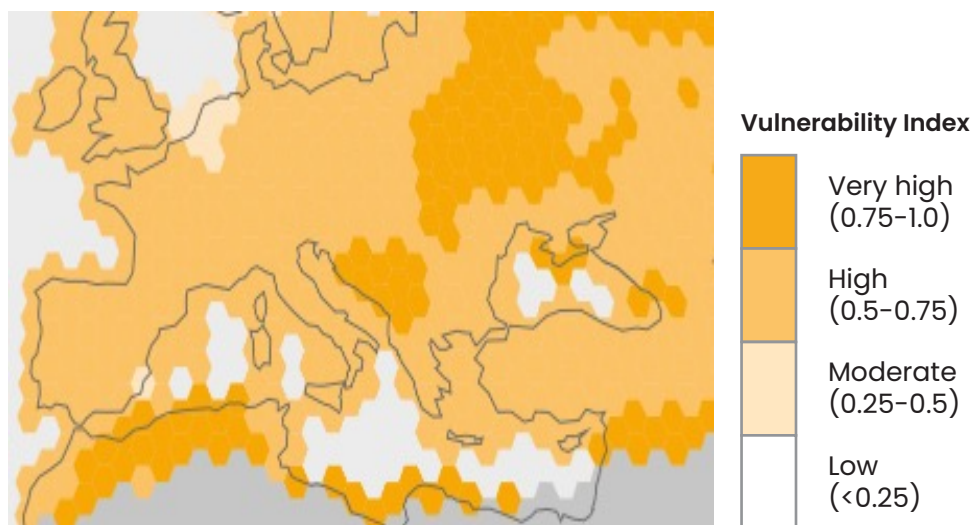 Vulnerability Index
Very high
(0.75-1.0)
High
(0.5-0.75)
Moderate
(0.25-0.5)
Low
(<0.25)